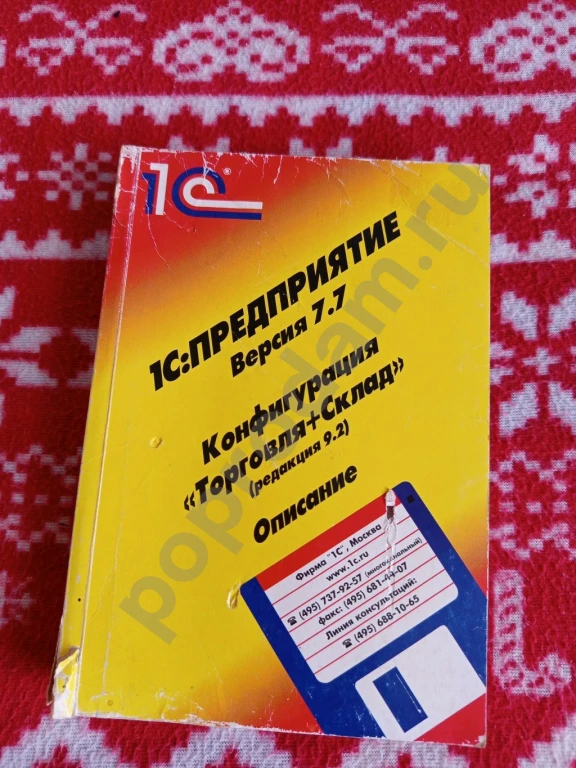 1С®
1С:ПРЕДПРИЯТИЕ
Версия 7.7
Конфигурация
«Торговля+Склад»
(редакция 9.2)
Описание
Фирма "1С", Москва
www.1c.ru
☎ (495) 737-92-57 (многоканальный)
факс: (495) 681-44-07
Линия консультаций:
☎ (495) 688-10-65
poprodam.ru